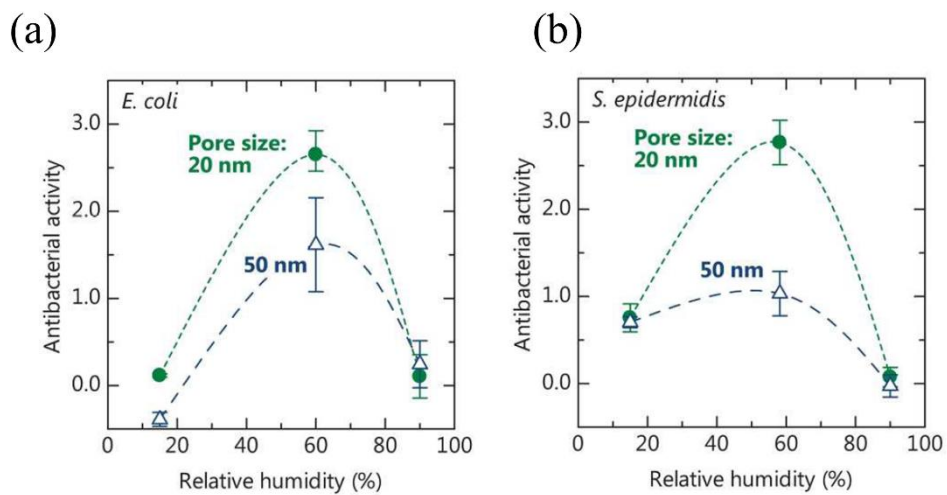 (a)
(b)
E. coli
3.0
2.0
1.0
0.0
Pore size:
20 nm
50 nm
Antibacterial activity
0 20 40 60 80 100
Relative humidity (%)
S. epidermidis
3.0
2.0
1.0
0.0
Pore size:
20 nm
50 nm
Antibacterial activity
0 20 40 60 80 100
Relative humidity (%)